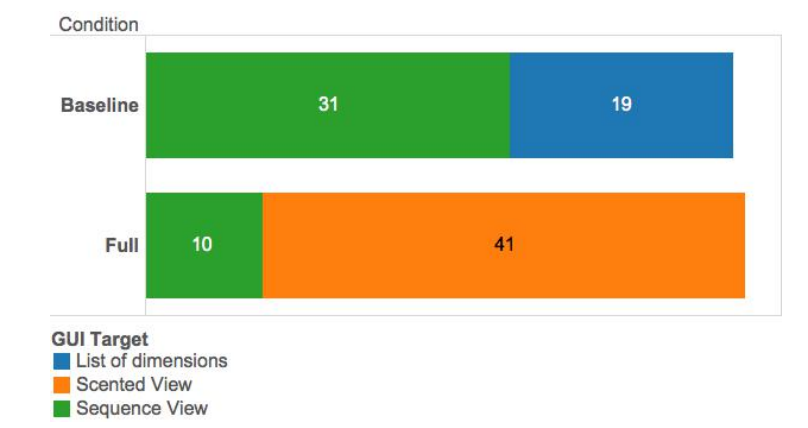 Condition
Baseline
31
19
Full
10
41
GUI Target
List of dimensions
Scented View
Sequence View